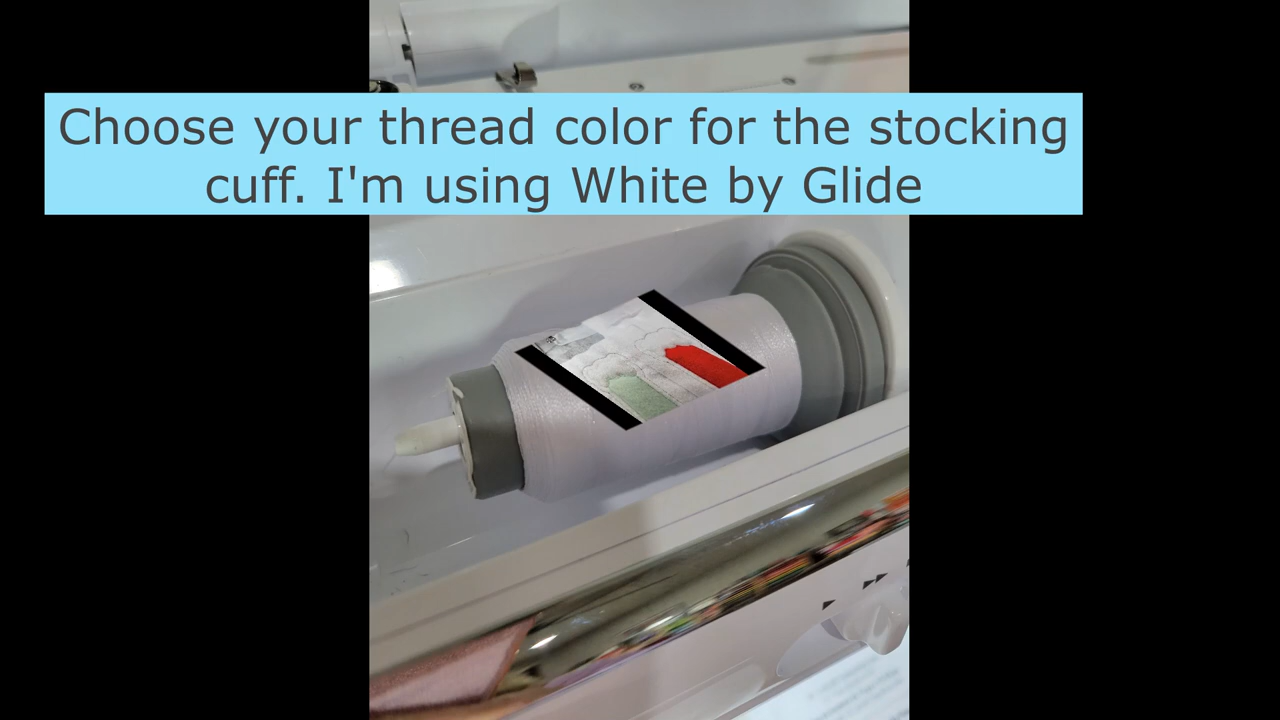 Choose your thread color for the stocking
cuff. I'm using White by Glide